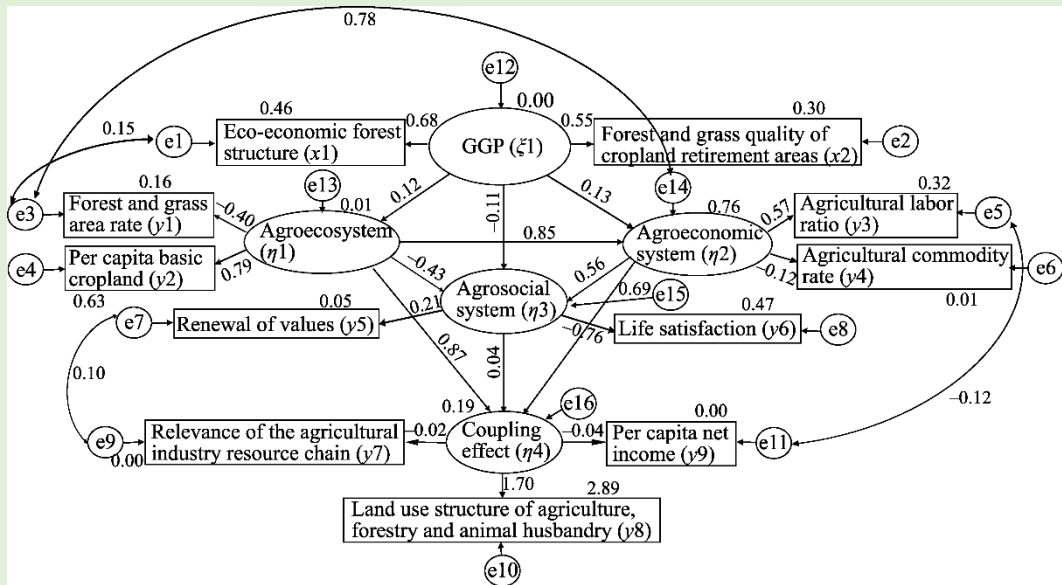 0.78
e12
0.00
0.46
0.30
0.15
e1
Eco-economic forest
structure (x1)
0.68
GGP (ξ1)
0.55
Forest and grass quality of
cropland retirement areas (x2)
e2
e13
e14
0.16
0.12
−0.11
0.13
0.32
e3
Forest and grass
area rate (y1)
−0.40
0.01
Agroecosystem
(η1)
0.85
0.76
Agroeconomic
system (η2)
0.57
Agricultural labor
ratio (y3)
e5
e4
Per capita basic
cropland (y2)
0.79
−0.43
0.56
−0.12
Agricultural commodity
rate (y4)
e6
0.63
0.05
0.21
Agrosocial
system (η3)
0.69
e15
0.47
0.01
e7
Renewal of values (y5)
Life satisfaction (y6)
e8
0.87
0.04
−0.76
0.10
−0.12
0.19
e16
0.00
e9
0.00
Relevance of the agricultural
industry resource chain (y7)
−0.02
Coupling
effect (η4)
−0.04
Per capita net
income (y9)
e11
1.70
2.89
Land use structure of agriculture,
forestry and animal husbandry (y8)
e10